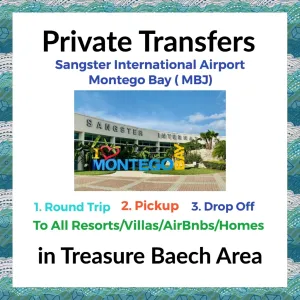 Private Transfers
Sangster International Airport
Montego Bay ( MBJ)
SANGSTER INTERN
I
MONTEGO BAY
1. Round Trip 2. Pickup 3. Drop Off
To All Resorts/Villas/AirBnbs/Homes
in Treasure Baech Area